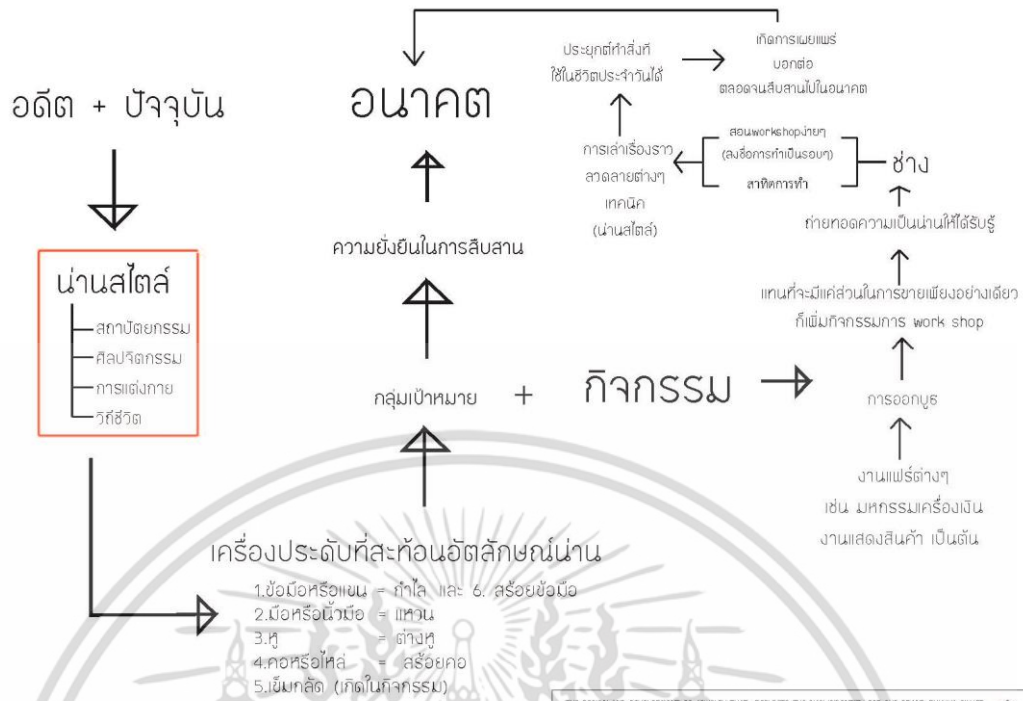 อดีต + ปัจจุบัน
น่านสไตล์
สถาปัตยกรรม
ศิลปจิตกรรม
การแต่งกาย
วิถีชีวิต
เครื่องประดับที่สะท้อนอัตลักษณ์น่าน
1.ข้อมือหรือแขน = กำไล และ 6. สร้อยข้อมือ
2.มือหรือนิ้วมือ = แหวน
3.หู = ต่างหู
4.คอหรือไหล่ = สร้อยคอ
5.เข็มกลัด (เกิดในกิจกรรม)
กลุ่มเป้าหมาย + กิจกรรม
ความยั่งยืนในการสืบสาน
อนาคต
งานแฟร์ต่างๆ
เช่น มหกรรมเครื่องเงิน
งานแสดงสินค้า เป็นต้น
การออกบูธ
แทนที่จะมีแค่ส่วนในการขายเพียงอย่างเดียว
ก็เพิ่มกิจกรรมการ work shop
ถ่ายทอดความเป็นน่านให้ได้รับรู้
ช่าง
สอนworkshopง่ายๆ
(ลงชื่อการทำเป็นรอบๆ)
สาทิตการทำ
การเล่าเรื่องราว
ลวดลายต่างๆ
เทคนิค
(น่านสไตล์)
ประยุกต์ทำสิ่งที่
ใช้ในชีวิตประจำวันได้
เกิดการเผยแพร่
บอกต่อ
ตลอดจนสืบสานไปในอนาคต